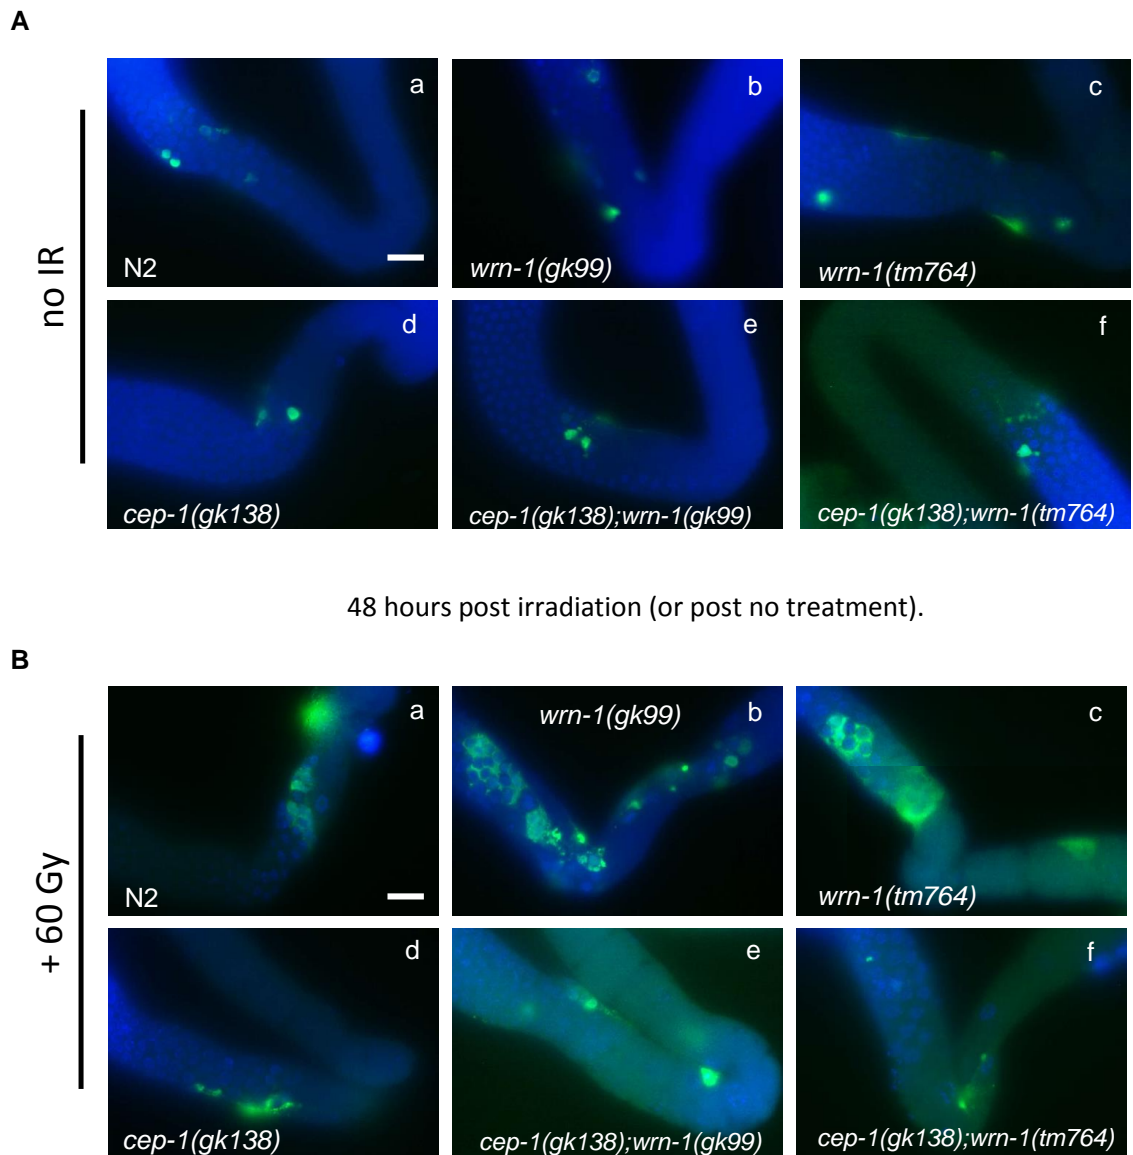 A
no IR
a
N2
b
wrn-1(gk99)
c
wrn-1(tm764)
d
cep-1(gk138)
e
cep-1(gk138);wrn-1(gk99)
f
cep-1(gk138);wrn-1(tm764)
48 hours post irradiation (or post no treatment).
B
+ 60 Gy
a
N2
wrn-1(gk99)
b
c
wrn-1(tm764)
d
cep-1(gk138)
e
cep-1(gk138);wrn-1(gk99)
f
cep-1(gk138);wrn-1(tm764)